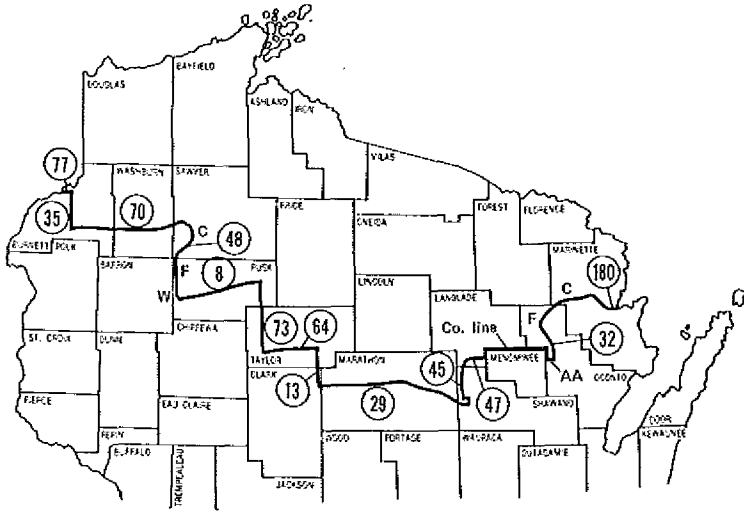 BAYFIELD
DOUGLAS
ASHLAND
IRON
77
VILAS
WASHBURN
SAWYER
FOREST
FLORENCE
35
70
PRICE
ONEIDA
C
48
MARINETTE
BURNETT
POLK
180
BARRON
F
8
RUSK
LINCOLN
C
W
LANGLADE
Co. line
F
CHIPPEWA
73
64
32
ST. CROIX
DUNN
TAYLOR
MARATHON
MENOMINEE
CLARK
13
45
AA
OCONTO
29
47
PIERCE
EAU CLAIRE
SHAWANO
DOOR
PEPIN
WOOD
PORTAGE
WAUPACA
KEWAUNEE
BUFFALO
TREMPEALEAU
OUTAGAMIE
JACKSON